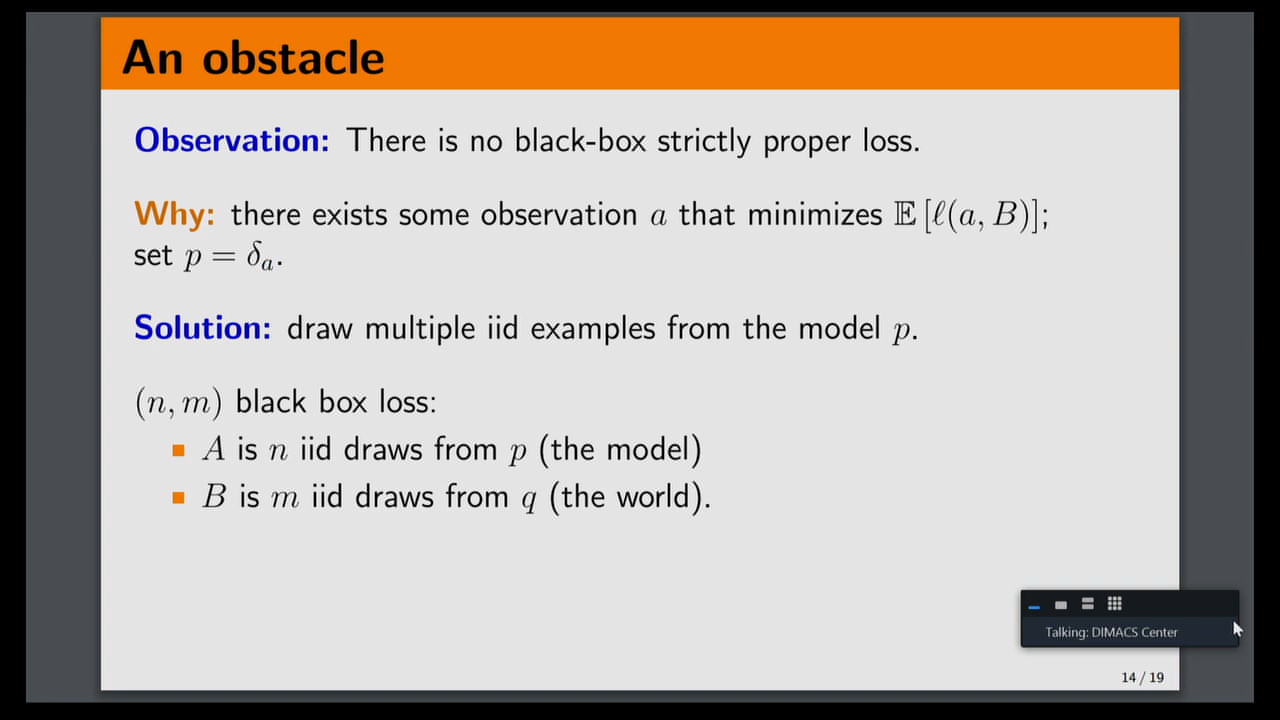 An obstacle
Observation: There is no black-box strictly proper loss.
Why: there exists some observation a that minimizes 𝔼 [ℓ(a, B)];
set p = δₐ.
Solution: draw multiple iid examples from the model p.
(n, m) black box loss:
A is n iid draws from p (the model)
B is m iid draws from q (the world).
Talking: DIMACS Center
14 / 19